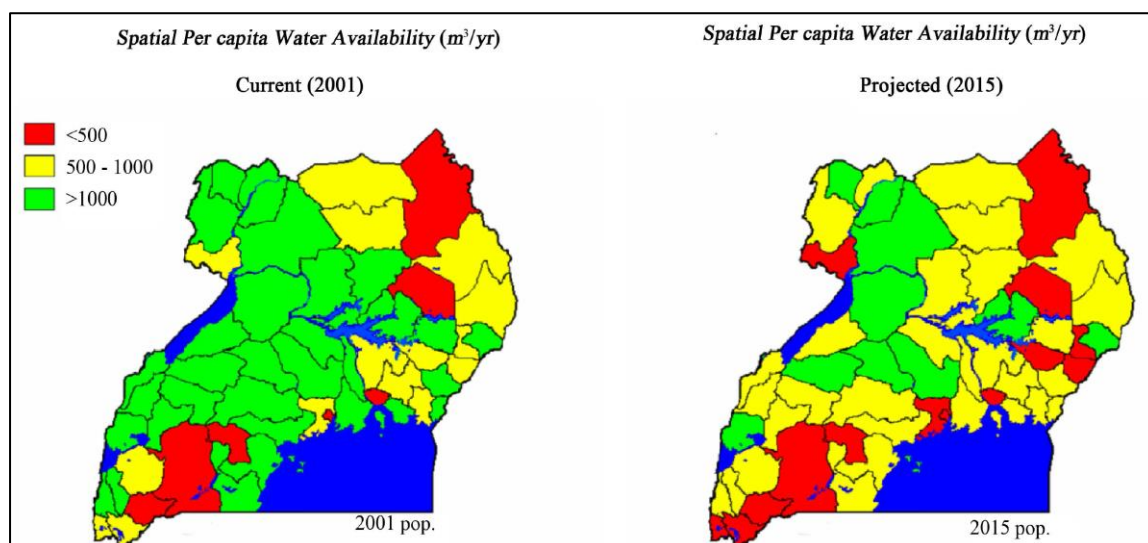 Spatial Per capita Water Availability (m³/yr)
Current (2001)
<500
500 - 1000
>1000
2001 pop.
Spatial Per capita Water Availability (m³/yr)
Projected (2015)
2015 pop.